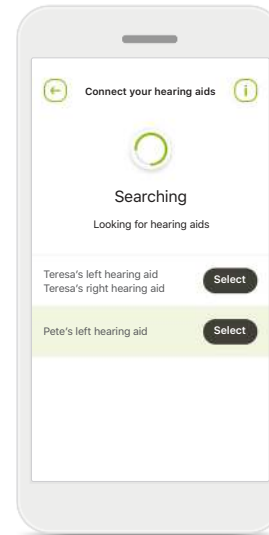 Connect your hearing aids
i
Searching
Looking for hearing aids
Teresa's left hearing aid
Teresa's right hearing aid
Select
Pete's left hearing aid
Select